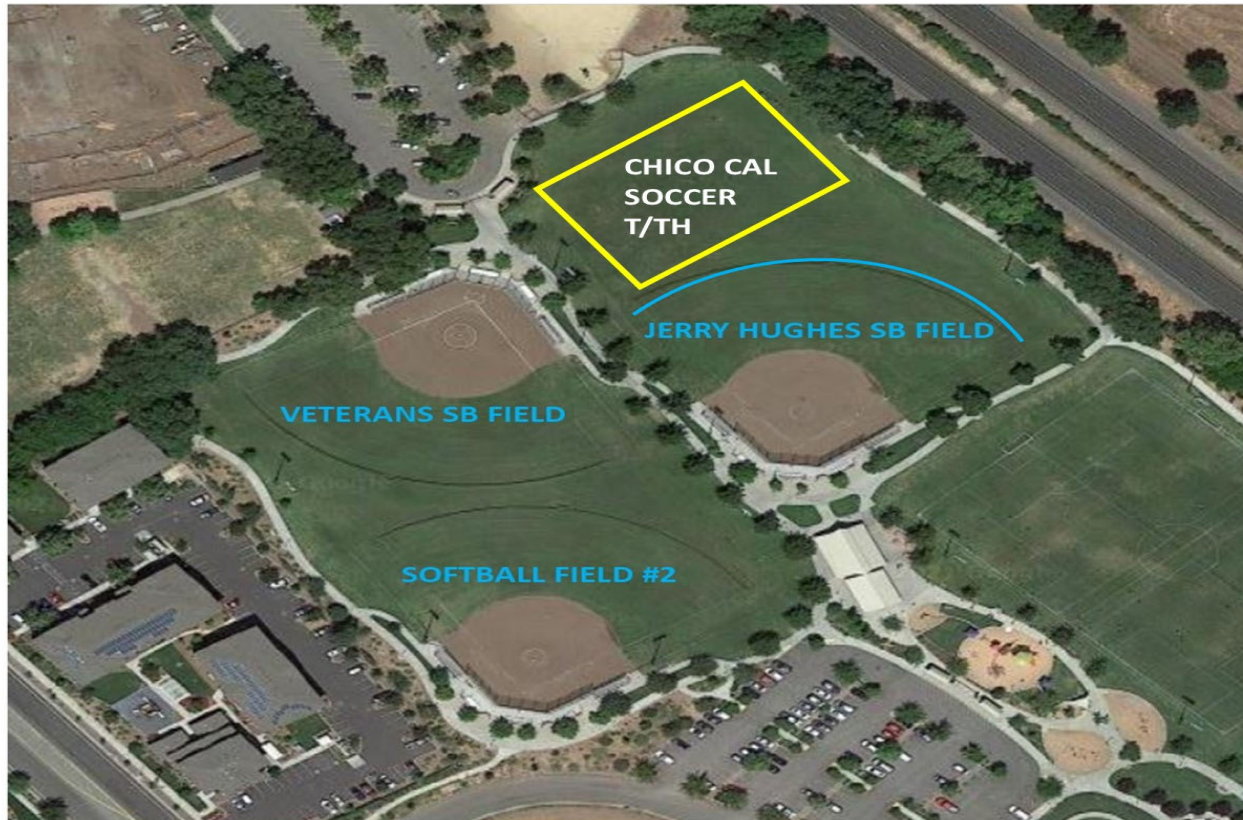 CHICO CAL
SOCCER
T/TH
JERRY HUGHES SB FIELD
VETERANS SB FIELD
SOFTBALL FIELD #2